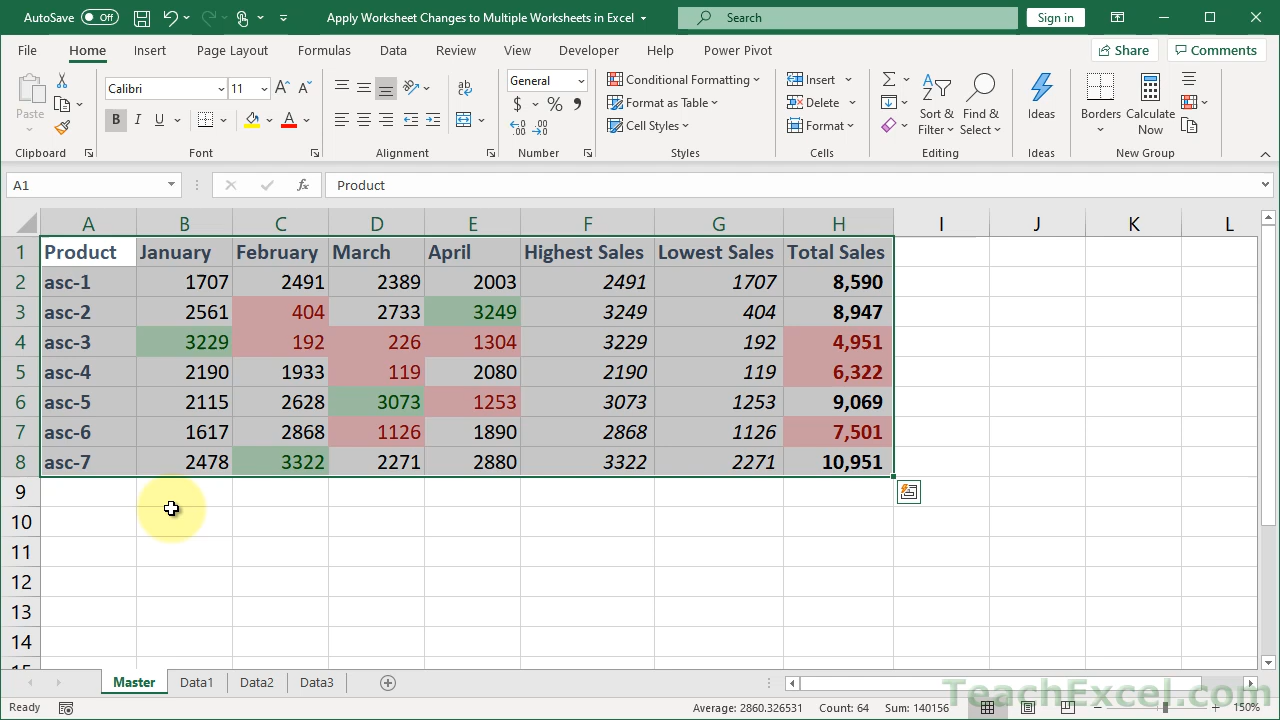 AutoSave Off Apply Worksheet Changes to Multiple Worksheets in Excel Search Sign in
File Home Insert Page Layout Formulas Data Review View Developer Help Power Pivot Share Comments
Paste Calibri 11 General Conditional Formatting Insert Ideas Borders Calculate
$ % Format as Table Delete Sort & Find & Now
B I U Cell Styles Format Filter Select
Clipboard Font Alignment Number Styles Cells Editing Ideas New Group
A1 fx Product
A B C D E F G H I J K L
1 Product January February March April Highest Sales Lowest Sales Total Sales
2 asc-1 1707 2491 2389 2003 2491 1707 8,590
3 asc-2 2561 404 2733 3249 3249 404 8,947
4 asc-3 3229 192 226 1304 3229 192 4,951
5 asc-4 2190 1933 119 2080 2190 119 6,322
6 asc-5 2115 2628 3073 1253 3073 1253 9,069
7 asc-6 1617 2868 1126 1890 2868 1126 7,501
8 asc-7 2478 3322 2271 2880 3322 2271 10,951
9
10
11
12
13
14
15
Master Data1 Data2 Data3
TeachExcel.com
Ready Average: 2860.326531 Count: 64 Sum: 140156 150%